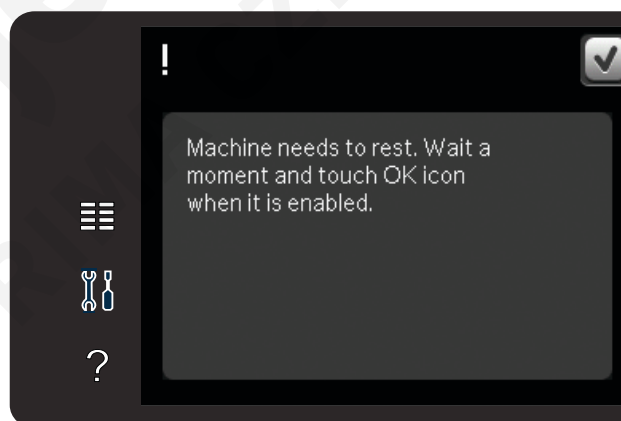 !
Machine needs to rest. Wait a
moment and touch OK icon
when it is enabled.
?